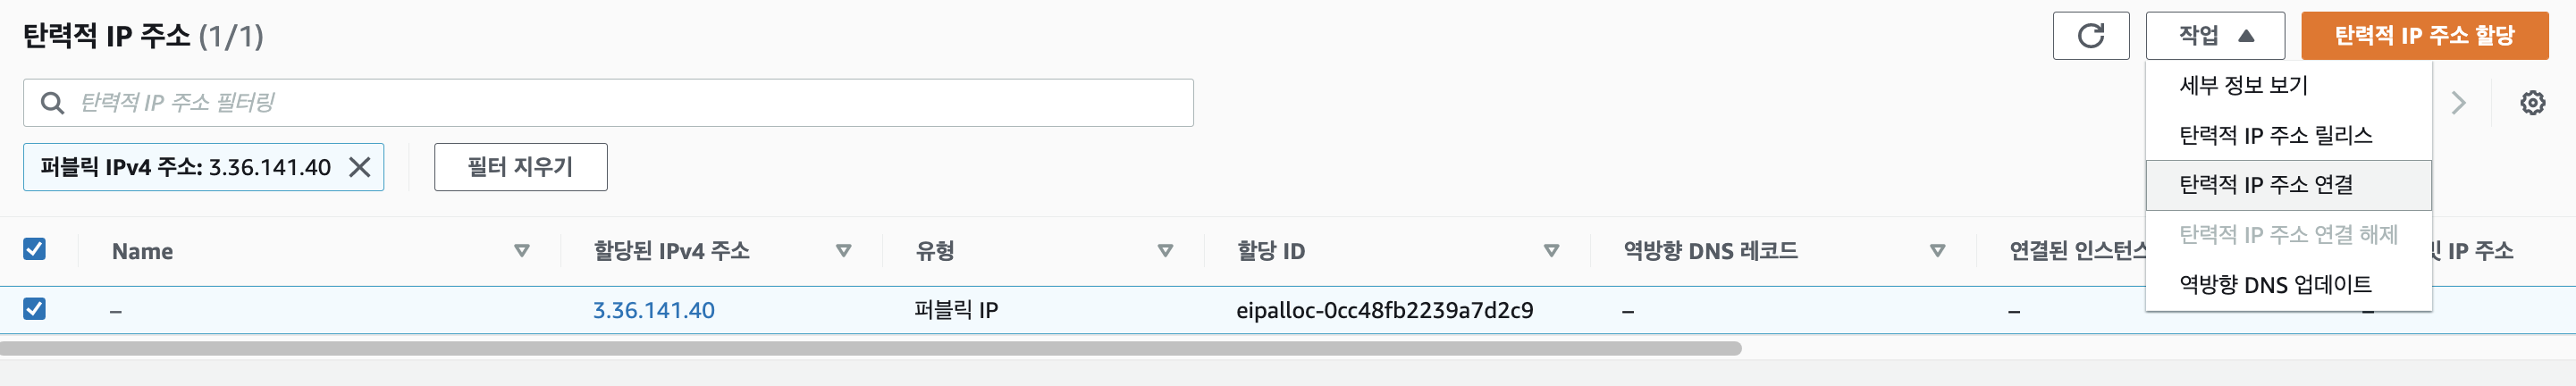 탄력적 IP 주소 (1/1)
작업
탄력적 IP 주소 할당
탄력적 IP 주소 필터링
퍼블릭 IPv4 주소: 3.36.141.40
필터 지우기
세부 정보 보기
탄력적 IP 주소 릴리스
탄력적 IP 주소 연결
탄력적 IP 주소 연결 해제
역방향 DNS 업데이트
Name 할당된 IPv4 주소 유형 할당 ID 역방향 DNS 레코드 연결된 인스턴스 IP 주소
– 3.36.141.40 퍼블릭 IP eipalloc-0cc48fb2239a7d2c9 – – –